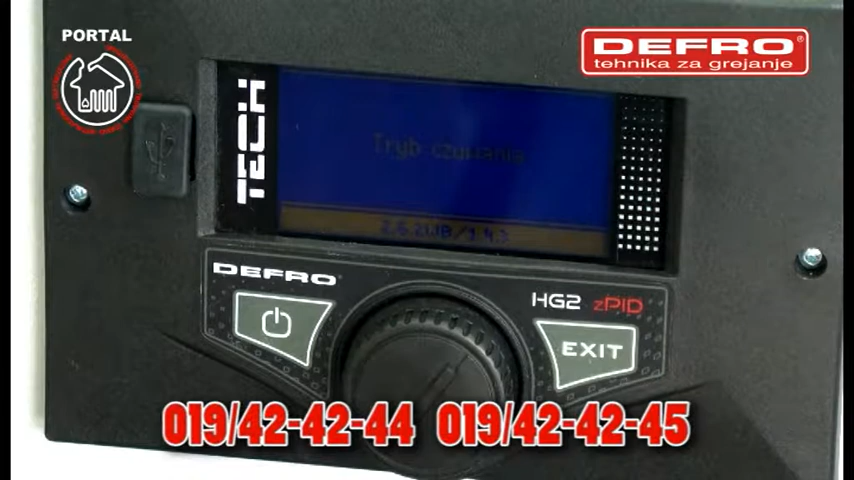 PORTAL
DEFRO®
tehnika za grejanje
TECH
Tryb czuwania
DEFRO
HG2 zPID
EXIT
019/42-42-44 019/42-42-45